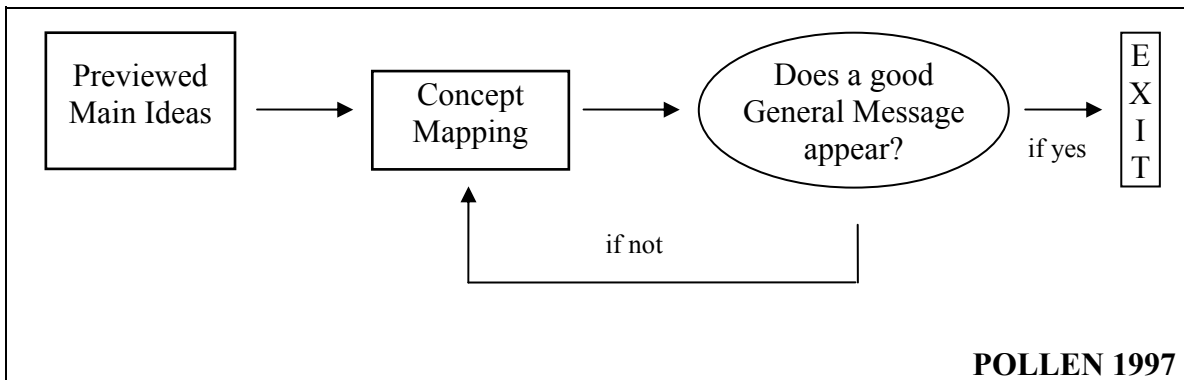 Previewed
Main Ideas
Concept
Mapping
Does a good
General Message
appear?
if yes
E
X
I
T
if not
POLLEN 1997